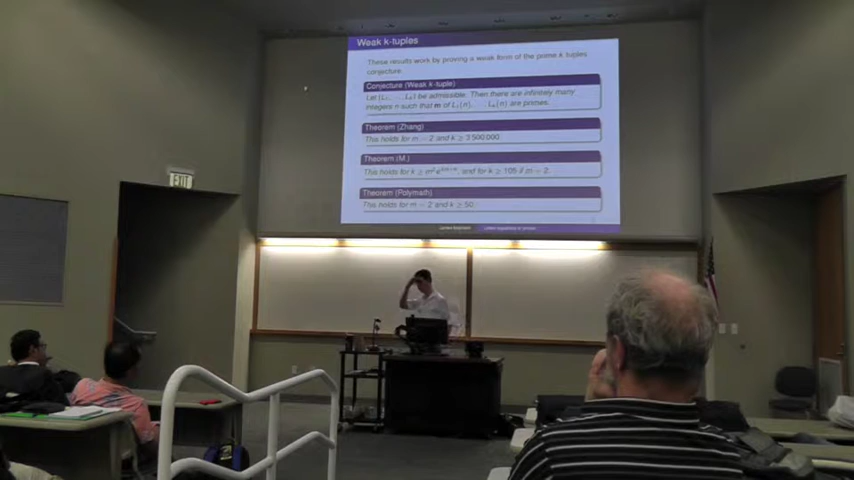 Weak k-tuples
These results work by proving a weak form of the prime k tuples
conjecture.
Conjecture (Weak k-tuple)
Let (L₁, ⋯, Lₖ) be admissible. Then there are infinitely many
integers n such that m of L₁(n), ⋯, Lₖ(n) are primes.
Theorem (Zhang)
This holds for m = 2 and k ≥ 3 500 000.
Theorem (M.)
This holds for k ≥ and for k ≥ 105 if m = 2.
Theorem (Polymath)
This holds for m = 2 and k ≥ 50.
EXIT